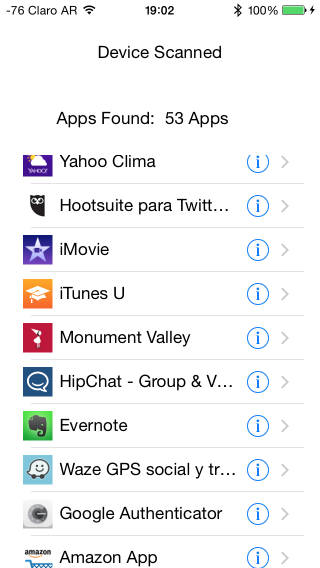 -76 Claro AR 19:02 100%
Device Scanned
Apps Found: 53 Apps
YAHOO!
Yahoo Clima
Hootsuite para Twitt...
iMovie
iTunes U
Monument Valley
HipChat - Group & V...
Evernote
Waze GPS social y tr...
Google Authenticator
amazon
Amazon App